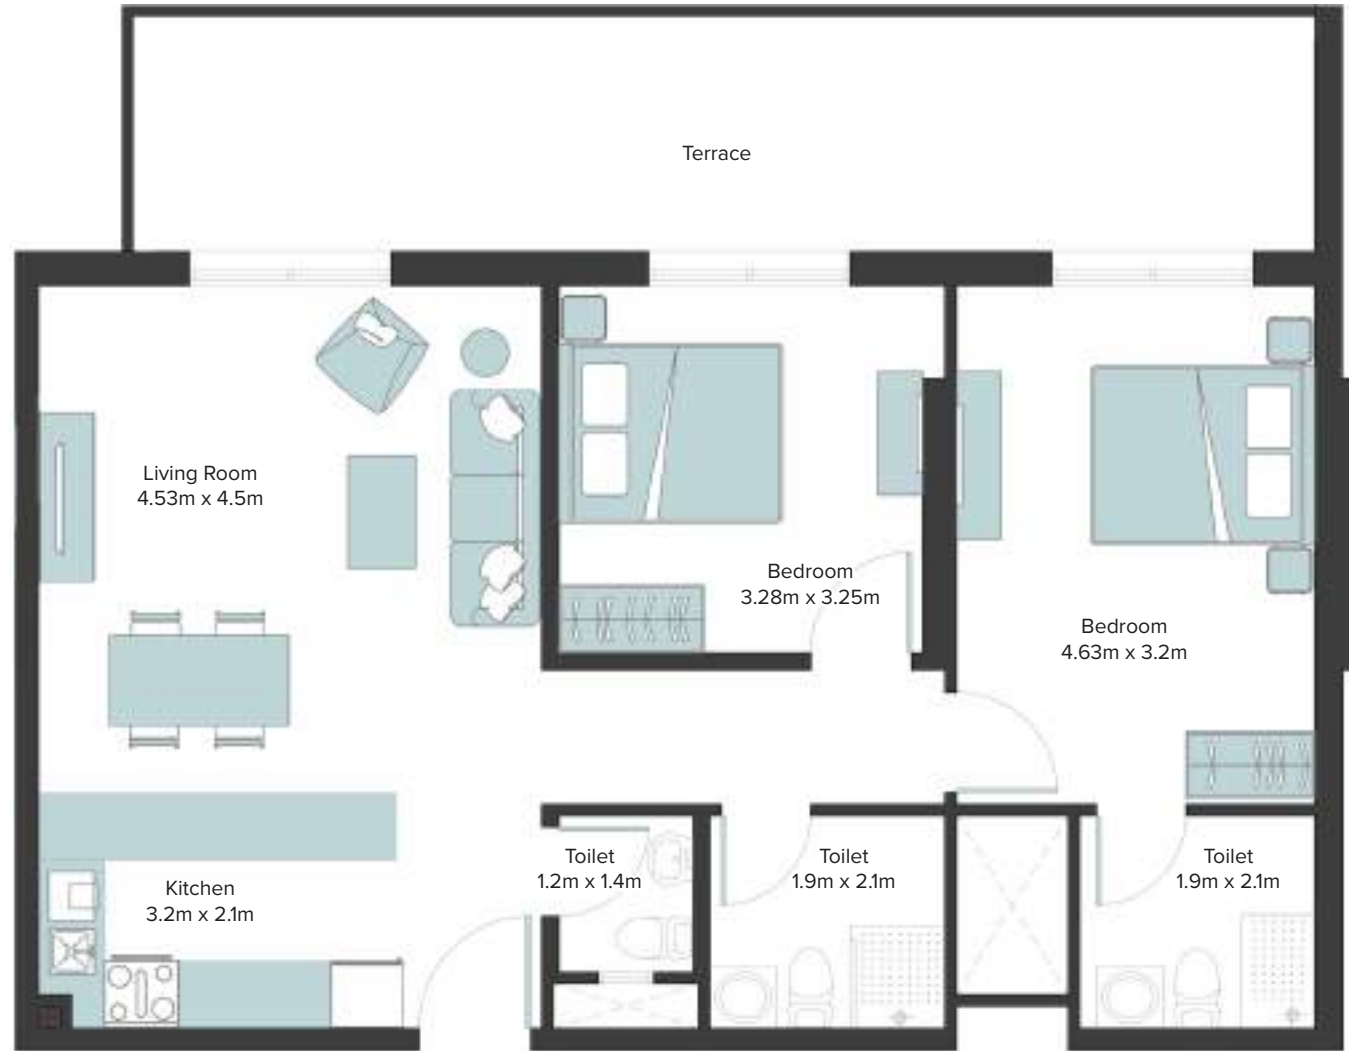 Terrace
Living Room
4.53m x 4.5m
Bedroom
3.28m x 3.25m
Bedroom
4.63m x 3.2m
Kitchen
3.2m x 2.1m
Toilet
1.2m x 1.4m
Toilet
1.9m x 2.1m
Toilet
1.9m x 2.1m